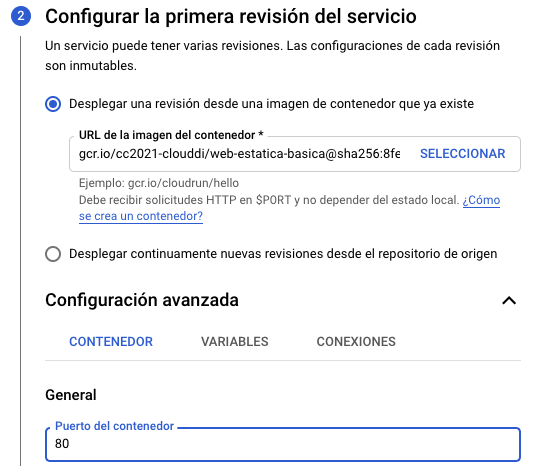 2 Configurar la primera revisión del servicio
Un servicio puede tener varias revisiones. Las configuraciones de cada revisión
son inmutables.
Desplegar una revisión desde una imagen de contenedor que ya existe
URL de la imagen del contenedor *
gcr.io/cc2021-clouddi/web-estatica-basica@sha256:8fe SELECCIONAR
Ejemplo: gcr.io/cloudrun/hello
Debe recibir solicitudes HTTP en $PORT y no depender del estado local. ¿Cómo
se crea un contenedor?
Desplegar continuamente nuevas revisiones desde el repositorio de origen
Configuración avanzada
CONTENEDOR VARIABLES CONEXIONES
General
Puerto del contenedor
80